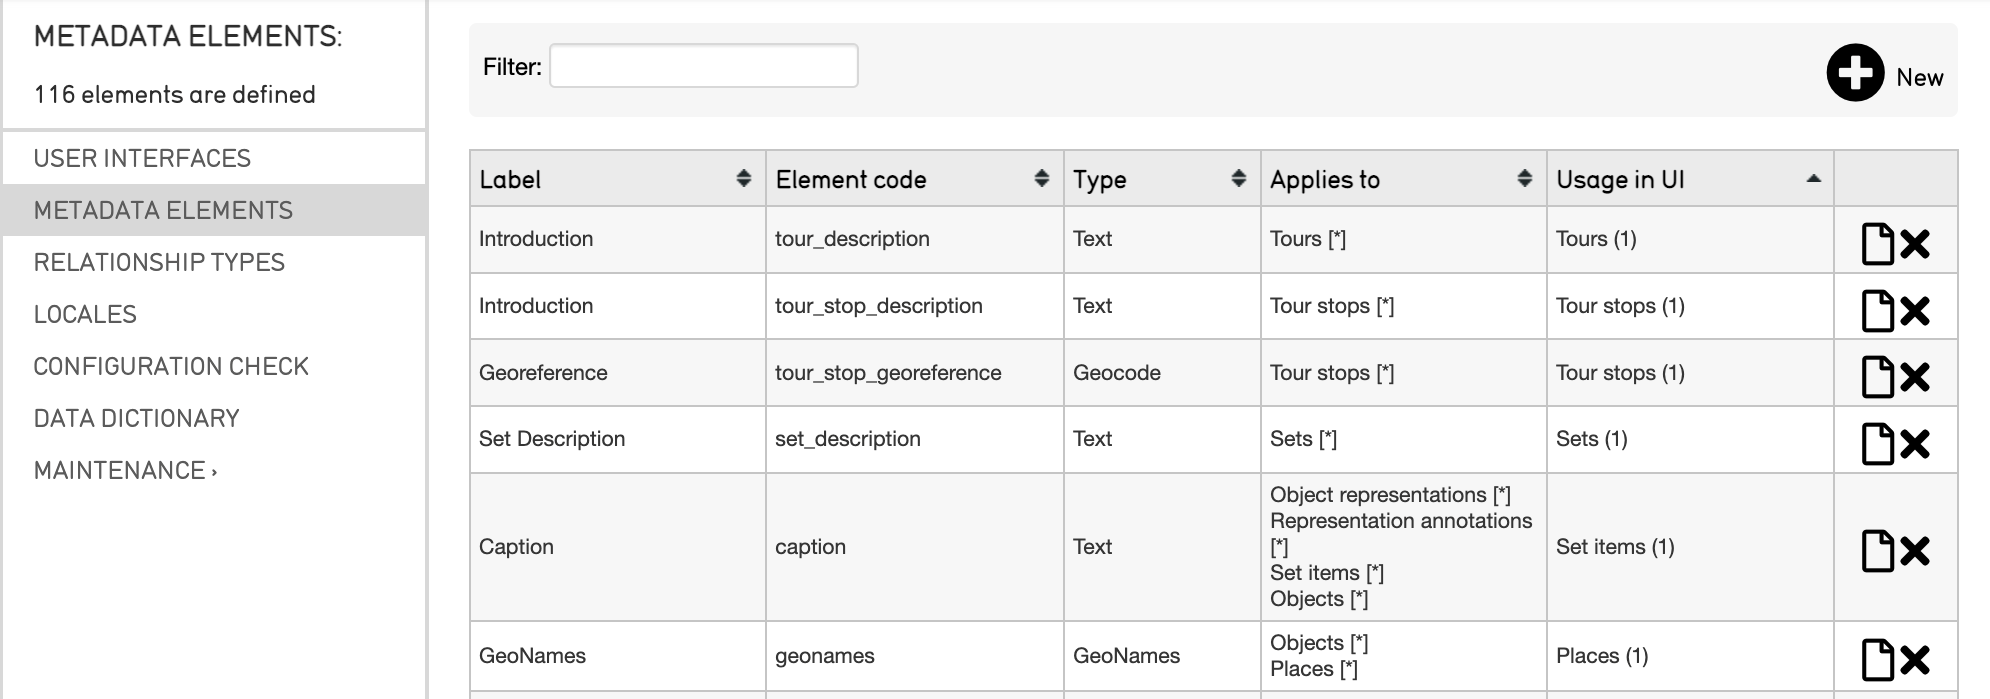 METADATA ELEMENTS:
116 elements are defined
USER INTERFACES
METADATA ELEMENTS
RELATIONSHIP TYPES
LOCALES
CONFIGURATION CHECK
DATA DICTIONARY
MAINTENANCE ›
Filter:
New
Label Element code Type Applies to Usage in UI
Introduction tour_description Text Tours [*] Tours (1)
Introduction tour_stop_description Text Tour stops [*] Tour stops (1)
Georeference tour_stop_georeference Geocode Tour stops [*] Tour stops (1)
Set Description set_description Text Sets [*] Sets (1)
Object representations [*]
Representation annotations
Caption caption Text [*] Set items (1)
Set items [*]
Objects [*]
Objects [*]
GeoNames geonames GeoNames Places (1)
Places [*]